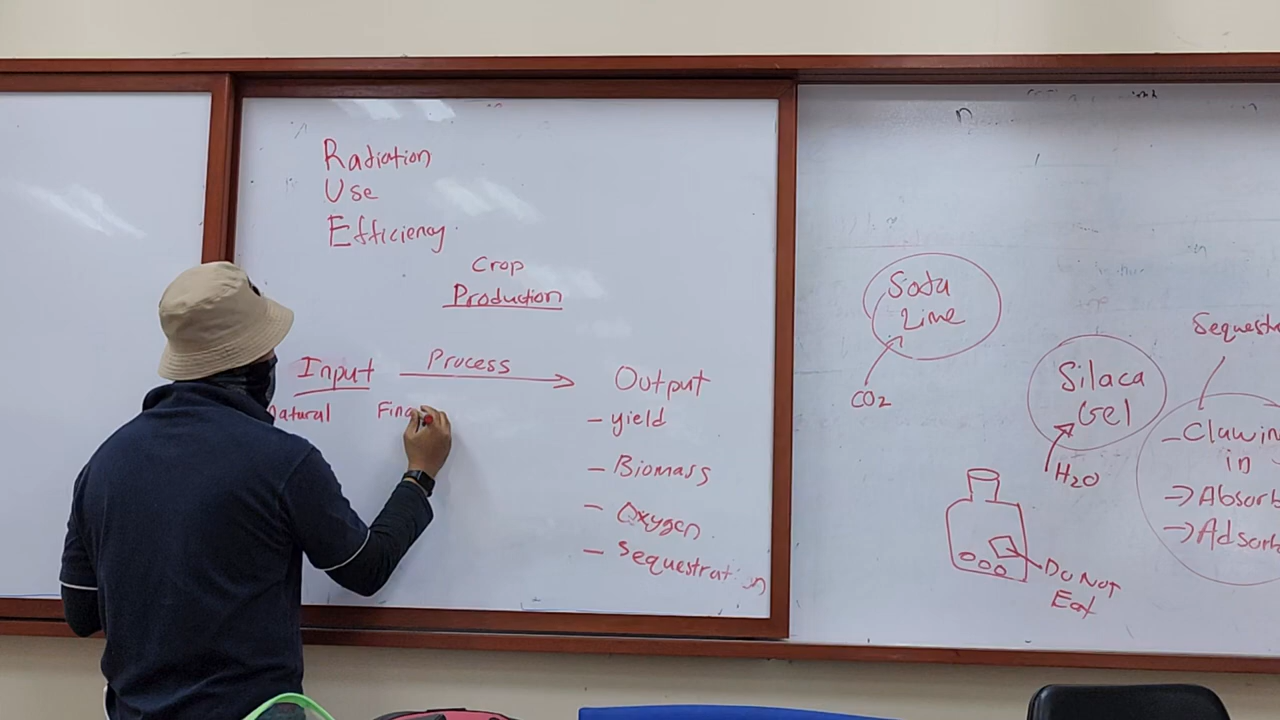 Radiation
Use
Efficiency
Crop
Production
Input
Process
Output
Natural
- yield
- Biomass
- Oxygen
- Sequestration
Soda
Lime
CO2
Silaca
Gel
H2O
DO NOT
Eat
- Clawin
in
→ Absorb
→ Adsorb